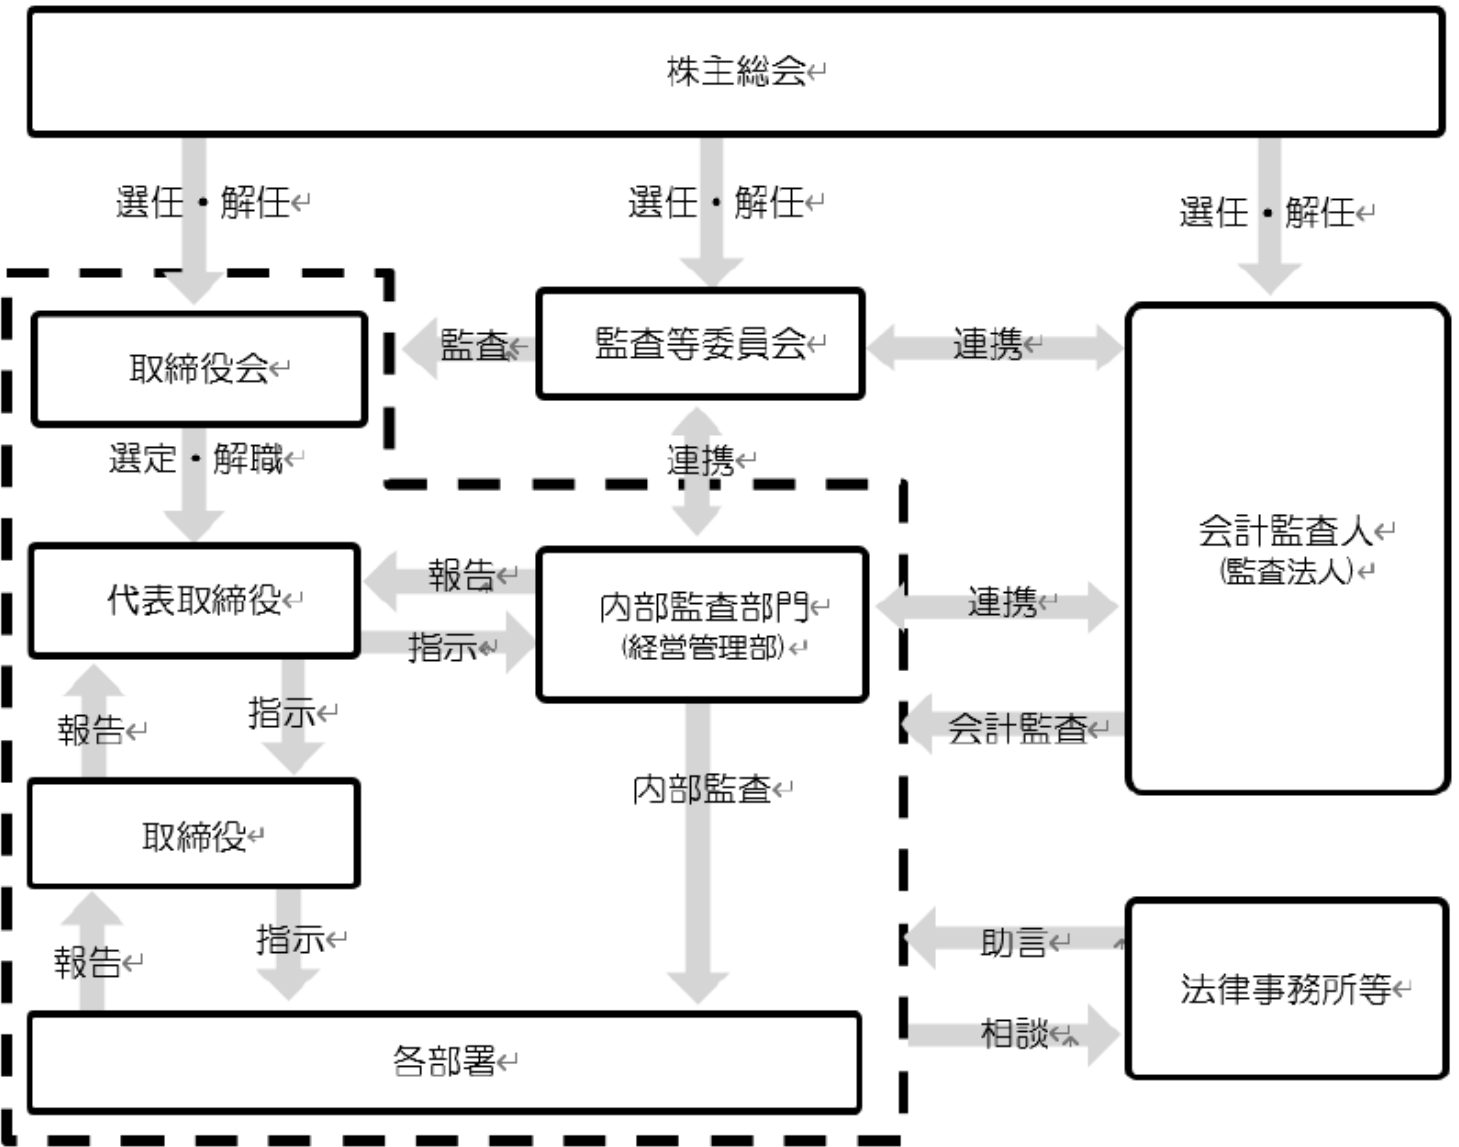 株主総会
選任・解任
選任・解任
選任・解任
取締役会
監査
監査等委員会
連携
選定・解職
連携
会計監査人
(監査法人)
代表取締役
報告
指示
内部監査部門
(経営管理部)
連携
報告
指示
会計監査
内部監査
取締役
報告
指示
助言
法律事務所等
相談
各部署